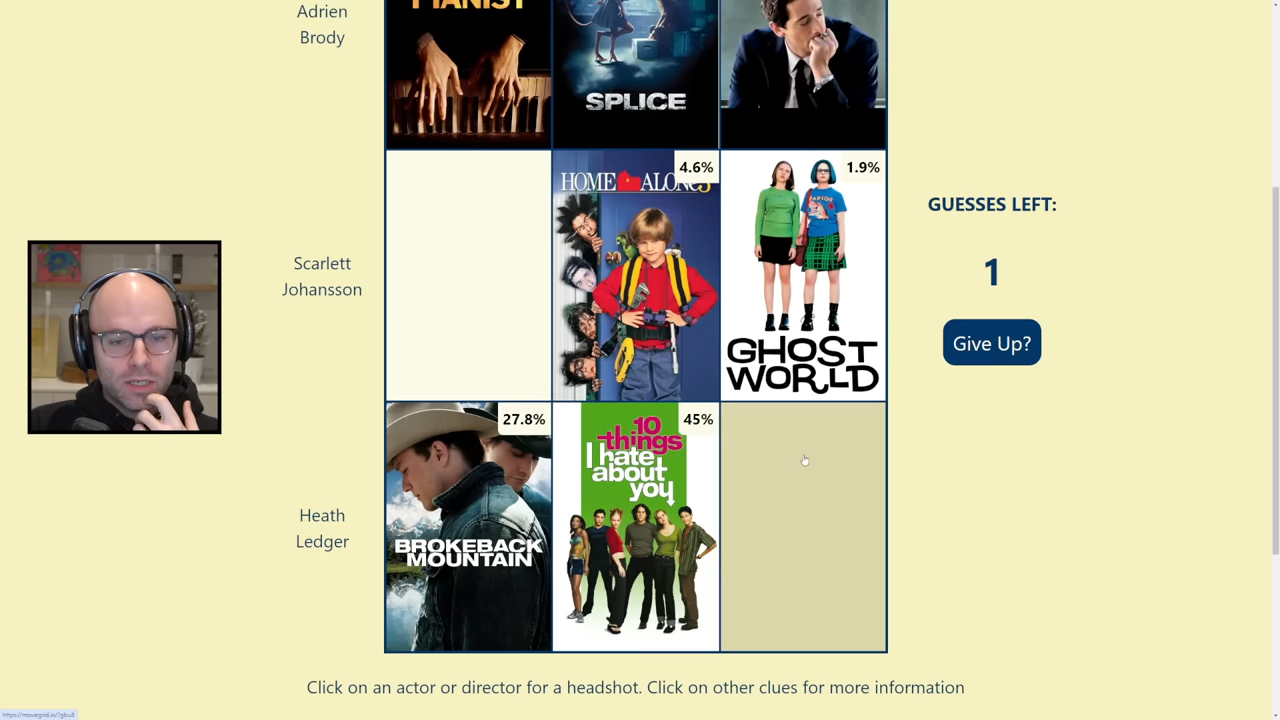 Adrien
Brody
PIANIST
SPLICE
Scarlett
Johansson
4.6%
HOME ALONE 3
1.9%
GHOST
WORLD
GUESSES LEFT:
1
Give Up?
Heath
Ledger
27.8%
BROKEBACK
MOUNTAIN
45%
10
things
I hate
about
you
Click on an actor or director for a headshot. Click on other clues for more information